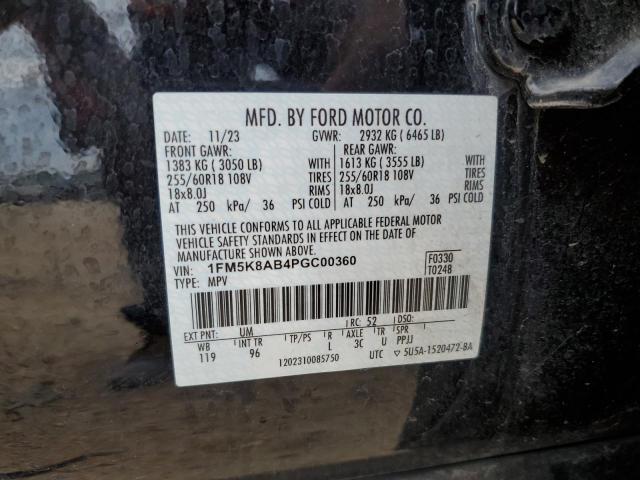 MFD. BY FORD MOTOR CO.
DATE: 11/23 GVWR: 2932 KG ( 6465 LB)
FRONT GAWR: REAR GAWR:
1383 KG ( 3050 LB) WITH 1613 KG ( 3555 LB) WITH
255/60R18 108V TIRES 255/60R18 108V TIRES
18x8.0J RIMS 18x8.0J RIMS
AT 250 kPa/ 36 PSI COLD AT 250 kPa/ 36 PSI COLD
THIS VEHICLE CONFORMS TO ALL APPLICABLE FEDERAL MOTOR
VEHICLE SAFETY STANDARDS IN EFFECT ON THE DATE OF
MANUFACTURE SHOWN ABOVE.
VIN: 1FM5K8AB4PGC00360 F0330
TYPE: MPV T0248
EXT PNT: UM RC: 52 DSO:
WB INT TR TP/PS R AXLE TR SPR
119 96 L 3C U PPJJ
120231008 5750 UTC ▽ 5U5A-1520472-BA